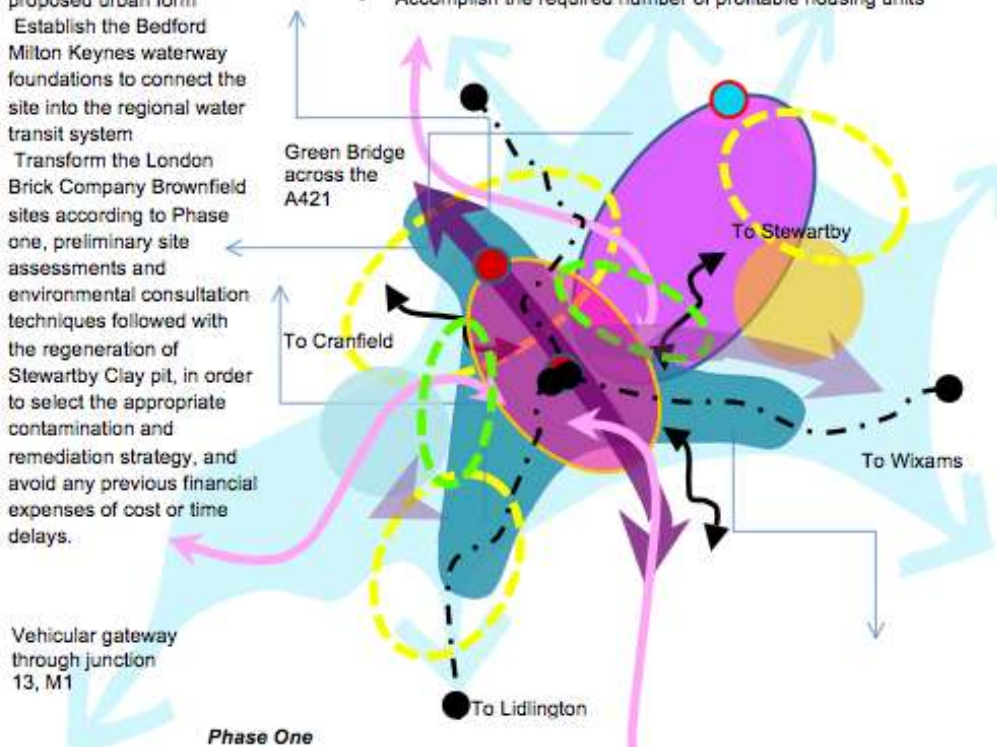 proposed urban form
Establish the Bedford
Milton Keynes waterway
foundations to connect the
site into the regional water
transit system
Transform the London
Brick Company Brownfield
sites according to Phase
one, preliminary site
assessments and
environmental consultation
techniques followed with
the regeneration of
Stewartby Clay pit, in order
to select the appropriate
contamination and
remediation strategy, and
avoid any previous financial
expenses of cost or time
delays.
Accomplish the required number of profitable housing units
Green Bridge
across the
A421
To Stewartby
To Cranfield
To Wixams
Vehicular gateway
through junction
13, M1
To Lidlington
Phase One